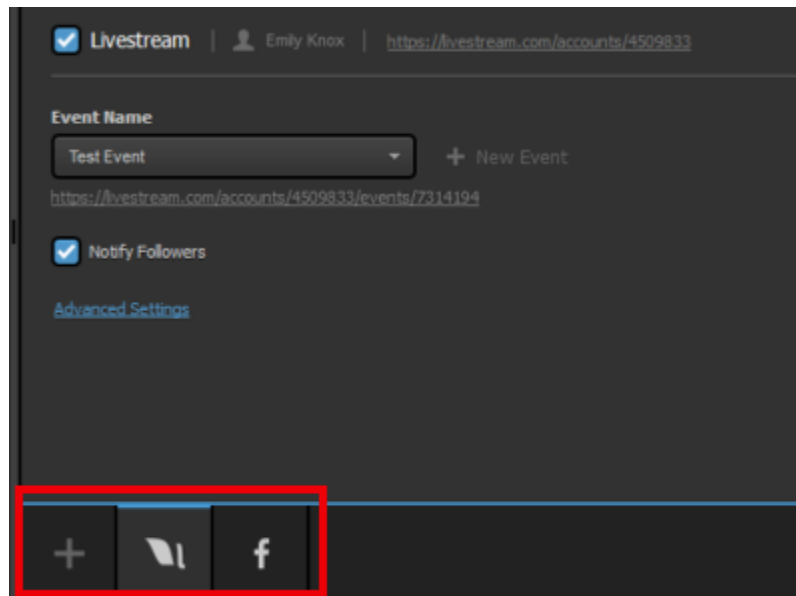 Livestream | Emily Knox | https://livestream.com/accounts/4509833
Event Name
Test Event
+ New Event
https://livestream.com/accounts/4509833/events/7314194
Notify Followers
Advanced Settings
+
f